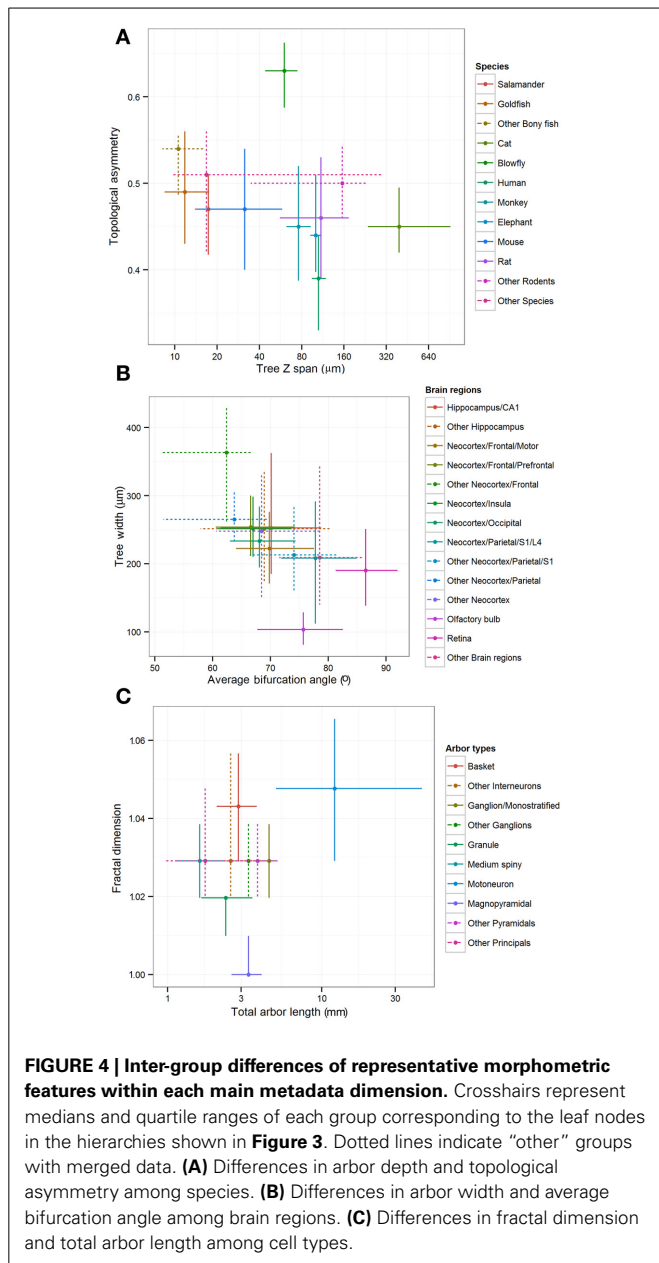 A
Topological asymmetry
0.6
0.5
0.4
10 20 40 80 160 320 640
Tree Z span (μm)
Species
Salamander
Goldfish
Other Bony fish
Cat
Blowfly
Human
Monkey
Elephant
Mouse
Rat
Other Rodents
Other Species
B
Tree width (μm)
400
300
200
100
50 60 70 80 90
Average bifurcation angle (º)
Brain regions
Hippocampus/CA1
Other Hippocampus
Neocortex/Frontal/Motor
Neocortex/Frontal/Prefrontal
Other Neocortex/Frontal
Neocortex/Insula
Neocortex/Occipital
Neocortex/Parietal/S1/L4
Other Neocortex/Parietal/S1
Other Neocortex/Parietal
Other Neocortex
Olfactory bulb
Retina
Other Brain regions
C
Fractal dimension
1.06
1.04
1.02
1.00
1 3 10 30
Total arbor length (mm)
Arbor types
Basket
Other Interneurons
Ganglion/Monostratified
Other Ganglions
Granule
Medium spiny
Motoneuron
Magnopyramidal
Other Pyramidals
Other Principals
FIGURE 4 | Inter-group differences of representative morphometric
features within each main metadata dimension. Crosshairs represent
medians and quartile ranges of each group corresponding to the leaf nodes
in the hierarchies shown in Figure 3. Dotted lines indicate “other” groups
with merged data. (A) Differences in arbor depth and topological
asymmetry among species. (B) Differences in arbor width and average
bifurcation angle among brain regions. (C) Differences in fractal dimension
and total arbor length among cell types.